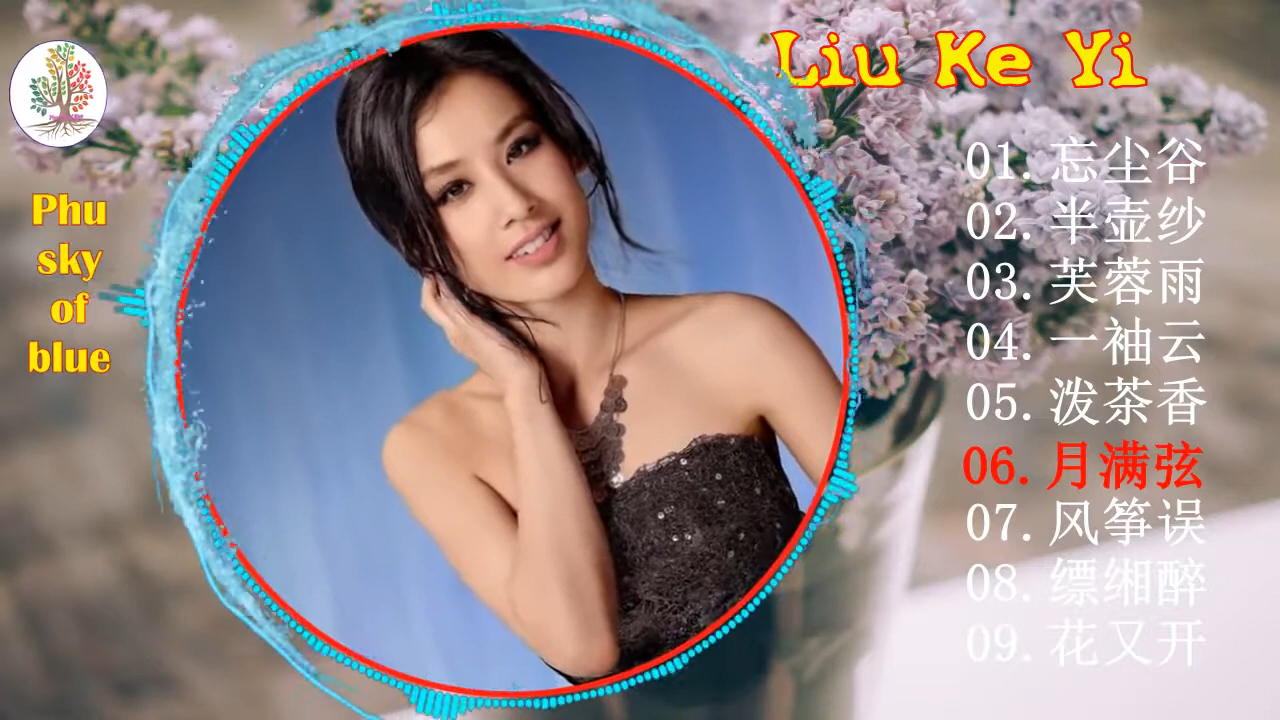 Liu Ke Yi
Phu
sky
of
blue
01. 忘尘谷
02. 半壶纱
03. 芙蓉雨
04. 一袖云
05. 泼茶香
06. 月满弦
07. 风筝误
08. 缥缃醉
09. 花又开